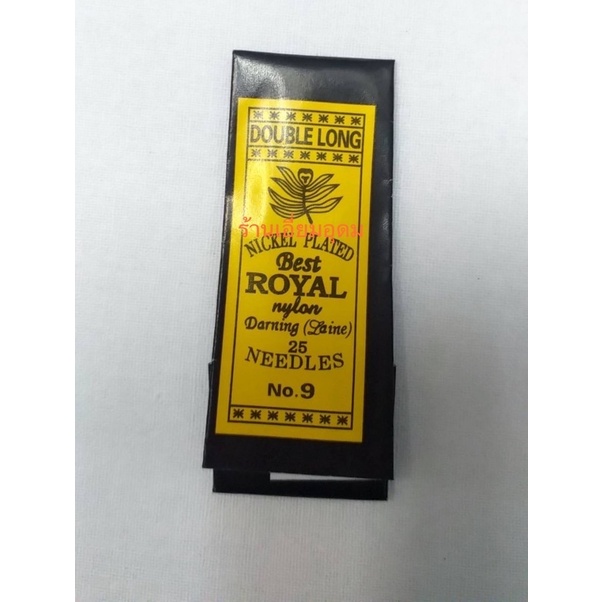 DOUBLE LONG
ร้านเอี่ยมอุดม
NICKEL PLATED
Best
ROYAL
nylon
Darning (Laine)
25
NEEDLES
No.9